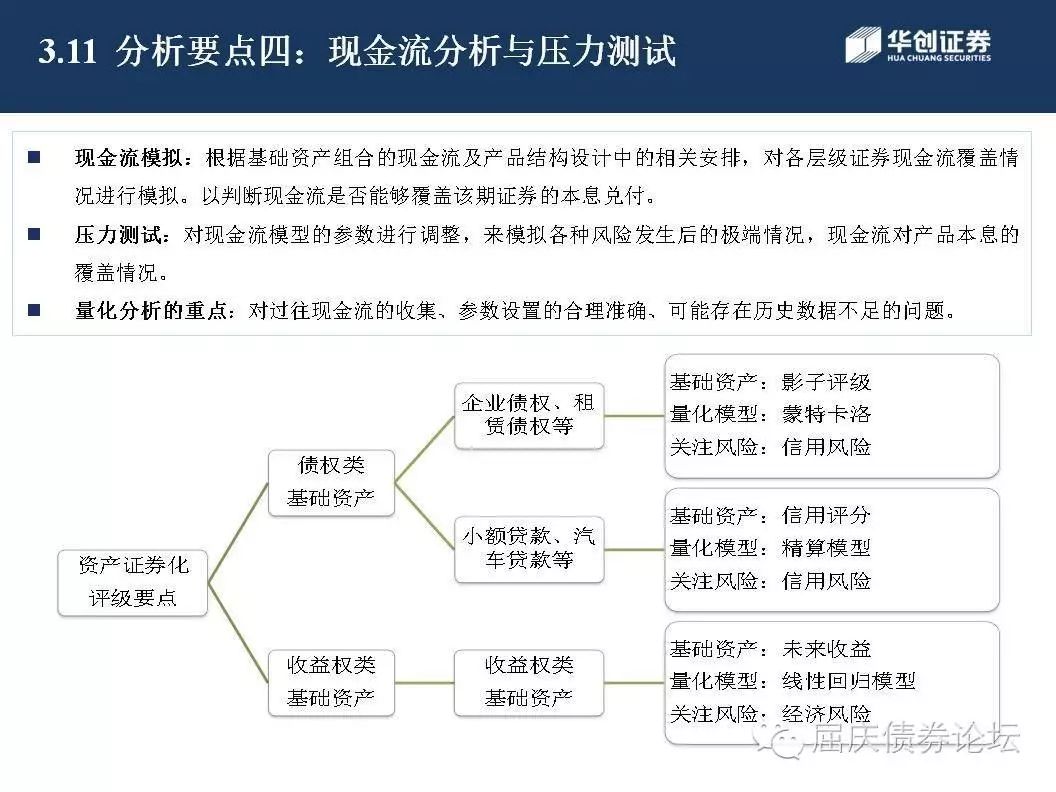 3.11 分析要点四：现金流分析与压力测试
华创证券
HUA CHUANG SECURITIES
■ 现金流模拟：根据基础资产组合的现金流及产品结构设计中的相关安排，对各层级证券现金流覆盖情
况进行模拟。以判断现金流是否能够覆盖该期证券的本息兑付。
■ 压力测试：对现金流模型的参数进行调整，来模拟各种风险发生后的极端情况，现金流对产品本息的
覆盖情况。
■ 量化分析的重点：对过往现金流的收集、参数设置的合理准确、可能存在历史数据不足的问题。
资产证券化
评级要点
债权类
基础资产
企业债权、租
赁债权等
基础资产：影子评级
量化模型：蒙特卡洛
关注风险：信用风险
小额贷款、汽
车贷款等
基础资产：信用评分
量化模型：精算模型
关注风险：信用风险
收益权类
基础资产
收益权类
基础资产
基础资产：未来收益
量化模型：线性回归模型
关注风险：经济风险
屈庆债券论坛